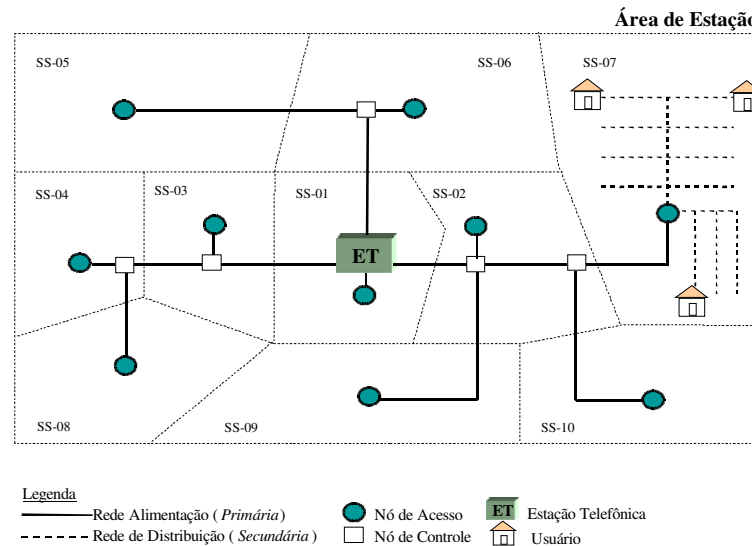 Área de Estação
SS-05
SS-06
SS-07
SS-04
SS-03
SS-01
SS-02
ET
SS-08
SS-09
SS-10
Legenda
Rede Alimentação ( Primária )
Nó de Acesso
ET
Estação Telefônica
Rede de Distribuição ( Secundária )
Nó de Controle
Usuário